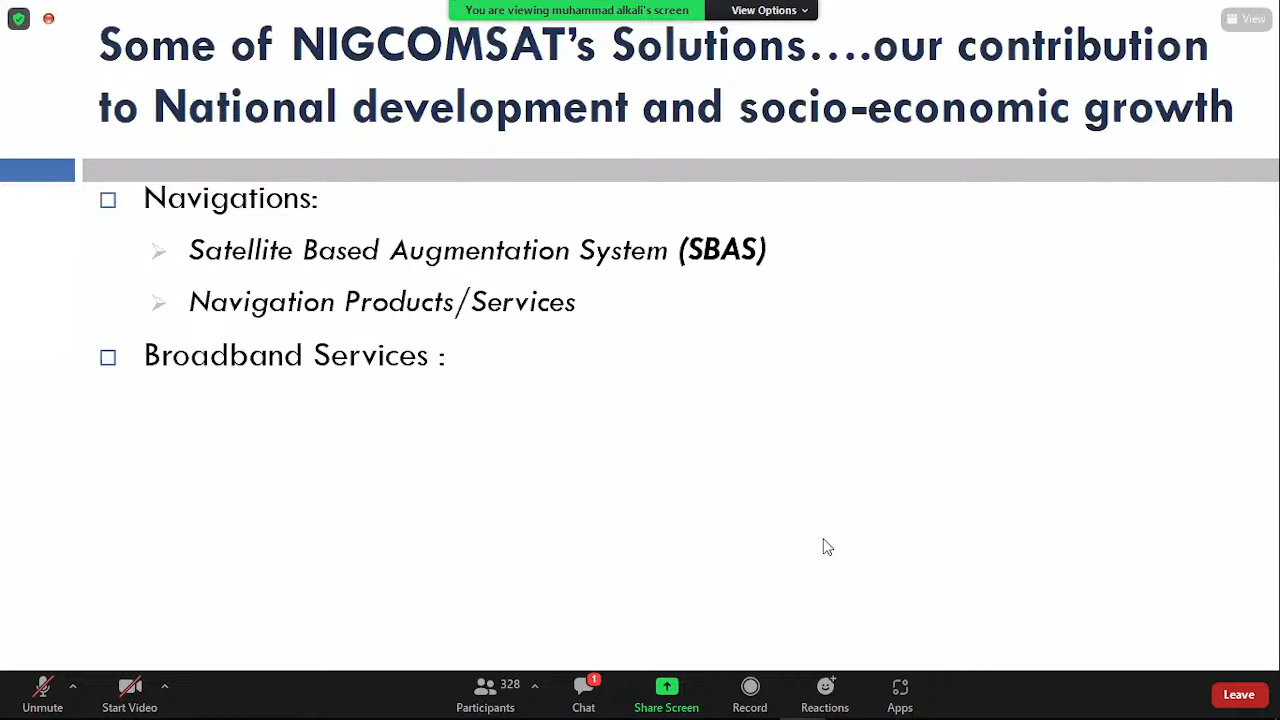 You are viewing muhammad alkali's screen
View Options
View
Some of NIGCOMSAT's Solutions….our contribution
to National development and socio-economic growth
Navigations:
Satellite Based Augmentation System (SBAS)
Navigation Products/Services
Broadband Services :
Unmute
Start Video
328
Participants
1
Chat
Share Screen
Record
Reactions
Apps
Leave